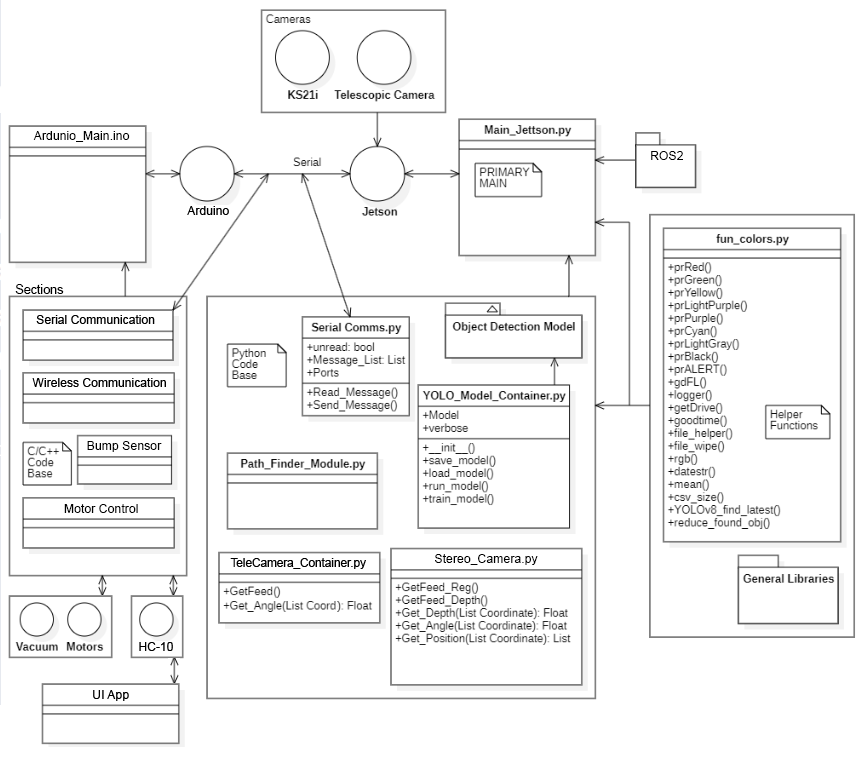 Cameras
KS21i
Telescopic Camera
Ardunio_Main.ino
Arduino
Serial
Jetson
Main_Jettson.py
PRIMARY
MAIN
ROS2
Sections
Serial Communication
Wireless Communication
C/C++
Code
Base
Bump Sensor
Motor Control
Vacuum
Motors
HC-10
UI App
Python
Code
Base
Serial Comms.py
+unread: bool
+Message_List: List
+Ports
+Read_Message()
+Send_Message()
Object Detection Model
YOLO_Model_Container.py
+Model
+verbose
+__init__()
+save_model()
+load_model()
+run_model()
+train_model()
Path_Finder_Module.py
TeleCamera_Container.py
+GetFeed()
+Get_Angle(List Coord): Float
Stereo_Camera.py
+GetFeed_Reg()
+GetFeed_Depth()
+Get_Depth(List Coordinate): Float
+Get_Angle(List Coordinate): Float
+Get_Position(List Coordinate): List
fun_colors.py
+prRed()
+prGreen()
+prYellow()
+prLightPurple()
+prPurple()
+prCyan()
+prLightGray()
+prBlack()
+prALERT()
+gdFL()
+logger()
+getDrive()
+goodtime()
+file_helper()
+file_wipe()
+rgb()
+datestr()
+mean()
+csv_size()
+YOLOv8_find_latest()
+reduce_found_obj()
Helper
Functions
General Libraries